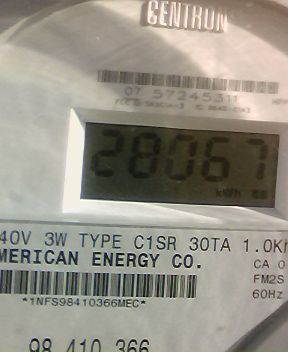 CENTRON
07 57245311
28067
kWh
40V 3W TYPE C1SR 30TA 1.0K
MERICAN ENERGY CO.
CA 0
FM2S
60Hz
*1NFS98410366MEC*
98 410 366